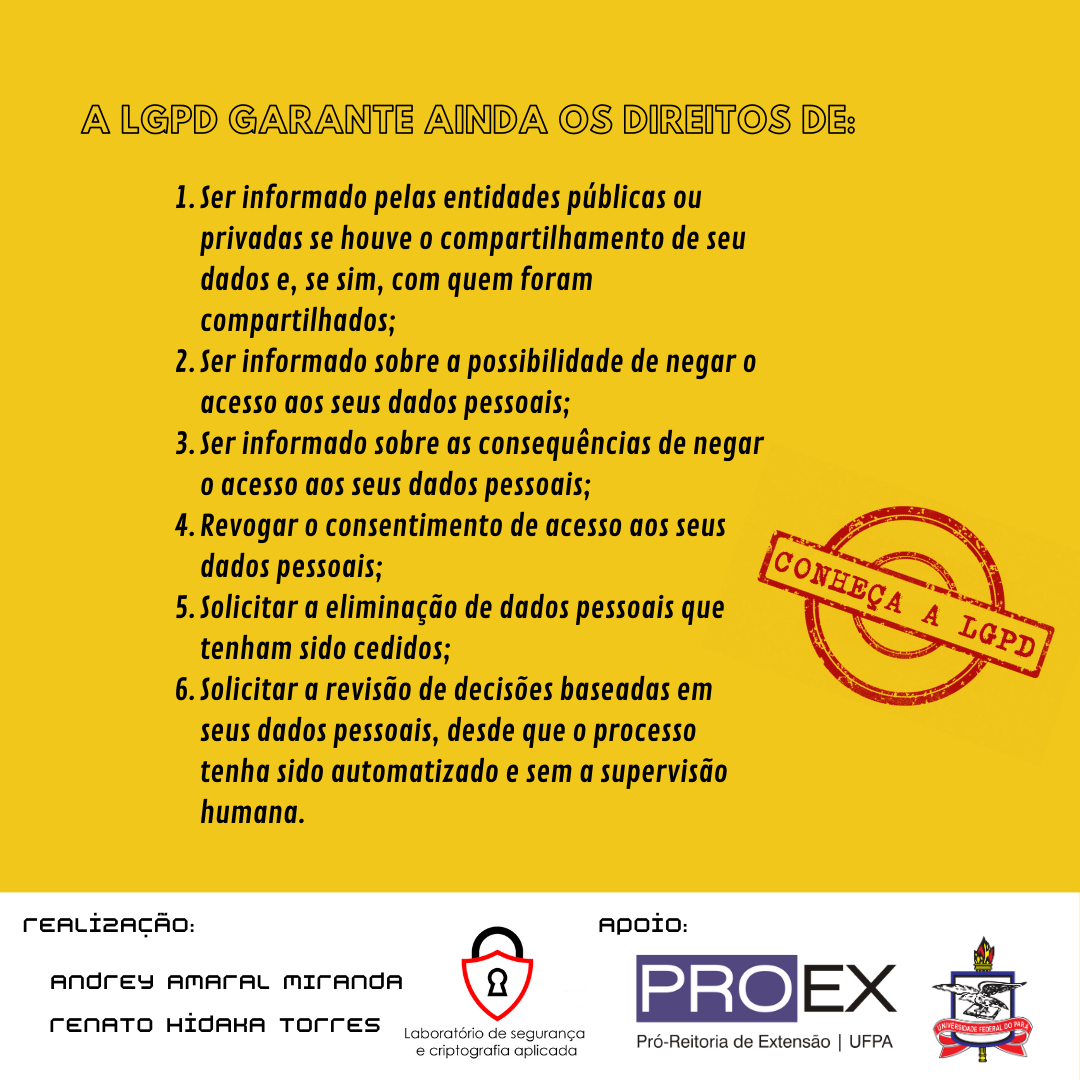 A LGPD GARANTE AINDA OS DIREITOS DE:
1. Ser informado pelas entidades públicas ou
privadas se houve o compartilhamento de seu
dados e, se sim, com quem foram
compartilhados;
2. Ser informado sobre a possibilidade de negar o
acesso aos seus dados pessoais;
3. Ser informado sobre as consequências de negar
o acesso aos seus dados pessoais;
4. Revogar o consentimento de acesso aos seus
dados pessoais;
5. Solicitar a eliminação de dados pessoais que
tenham sido cedidos;
6. Solicitar a revisão de decisões baseadas em
seus dados pessoais, desde que o processo
tenha sido automatizado e sem a supervisão
humana.
CONHEÇA A LGPD
REALIZAÇÃO:
ANDREY AMARAL MIRANDA
RENATO HIDAKA TORRES
Laboratório de segurança
e criptografia aplicada
APOIO:
PROEX
Pró-Reitoria de Extensão | UFPA
UNIVERSIDADE FEDERAL DO PARÁ